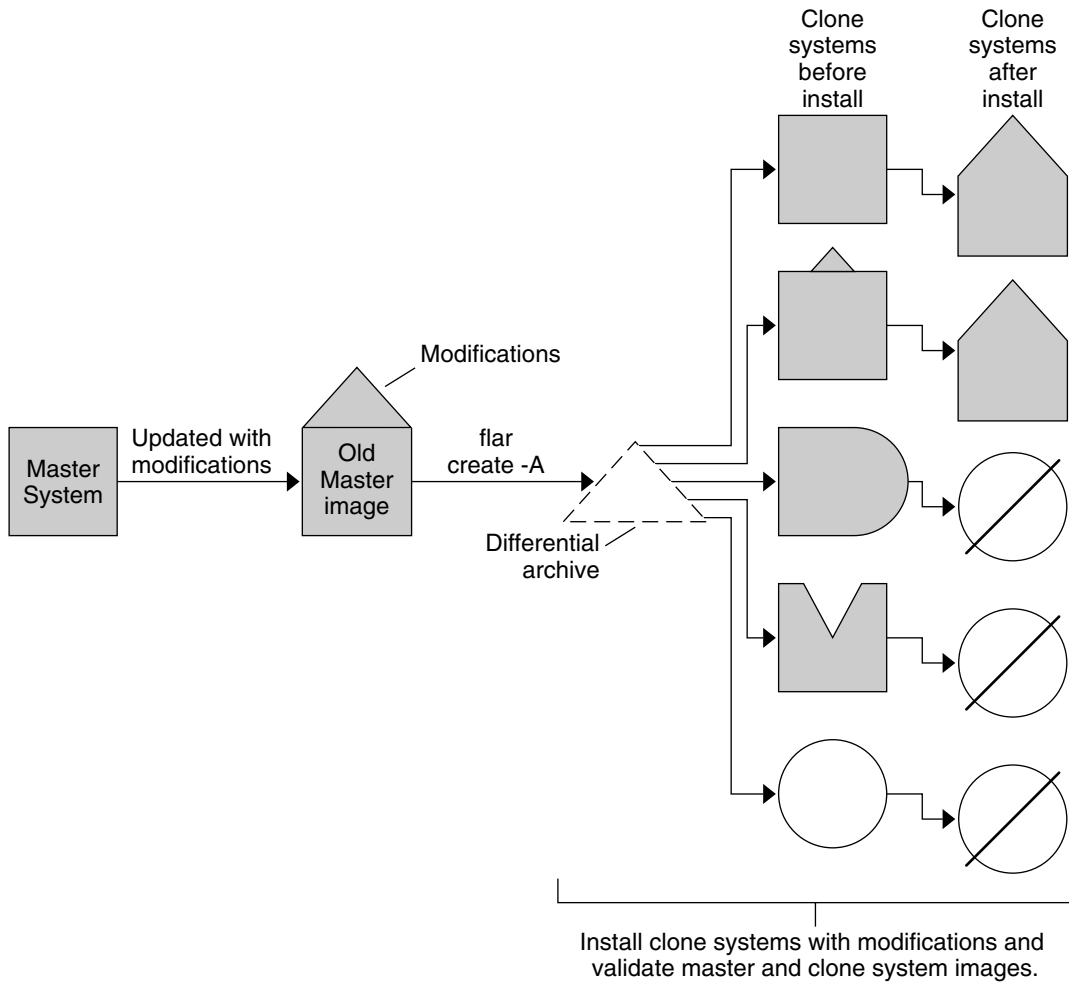 Clone
systems
before
install
Clone
systems
after
install
Modifications
Updated with
modifications
Master
System
Old
Master
image
flar
create -A
Differential
archive
Install clone systems with modifications and
validate master and clone system images.